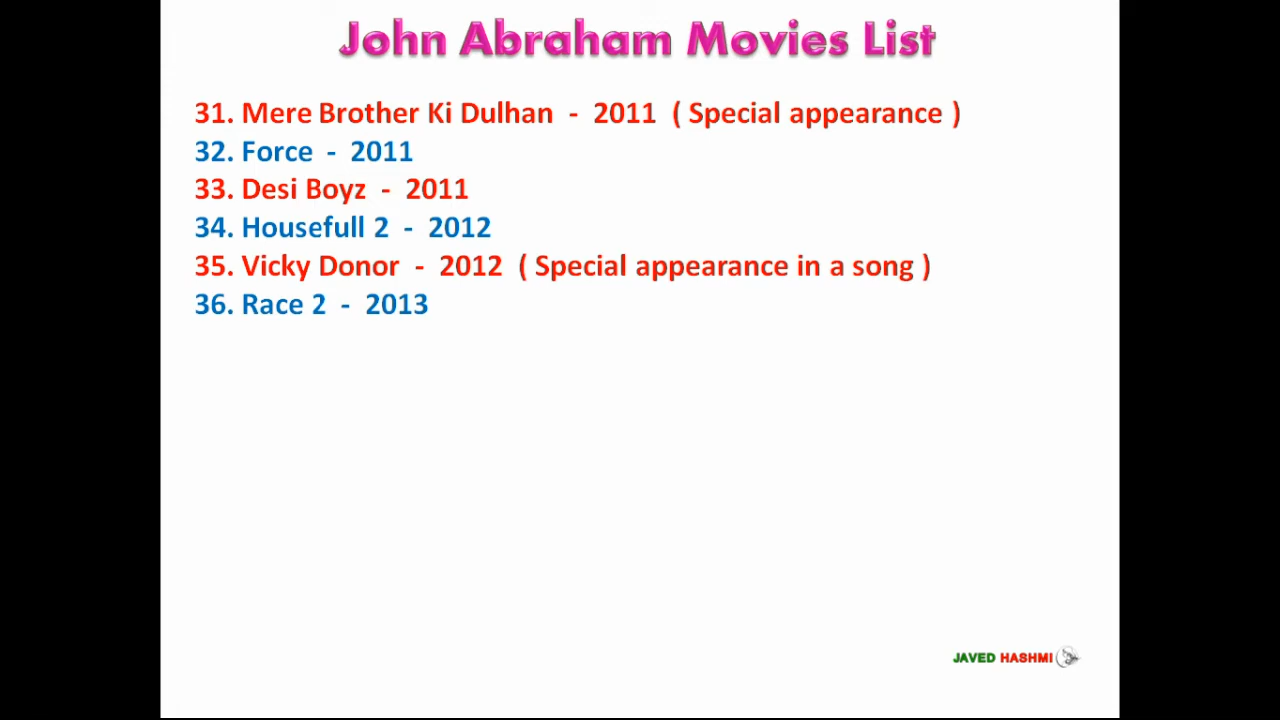 John Abraham Movies List
31. Mere Brother Ki Dulhan - 2011 ( Special appearance )
32. Force - 2011
33. Desi Boyz - 2011
34. Housefull 2 - 2012
35. Vicky Donor - 2012 ( Special appearance in a song )
36. Race 2 - 2013
JAVED HASHMI